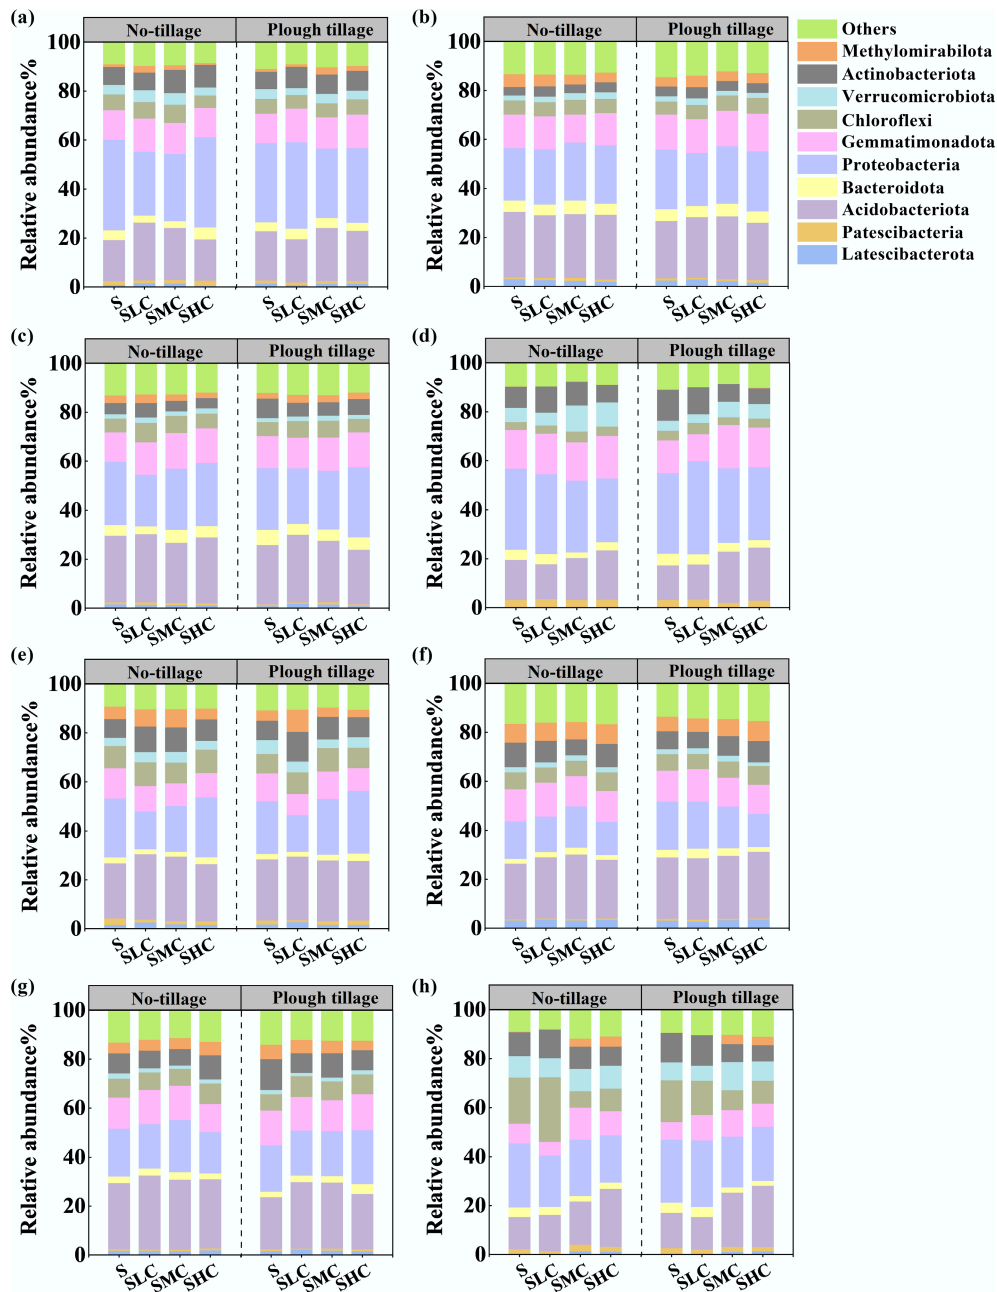 (a)
No-tillage
Plough tillage
Relative abundance%
100
80
60
40
20
0
S
SLC
SMC
SHC
S
SLC
SMC
SHC
(b)
No-tillage
Plough tillage
Relative abundance%
100
80
60
40
20
0
S
SLC
SMC
SHC
S
SLC
SMC
SHC
Others
Methylomirabilota
Actinobacteriota
Verrucomicrobiota
Chloroflexi
Gemmatimonadota
Proteobacteria
Bacteroidota
Acidobacteriota
Patescibacteria
Latescibacterota
(c)
No-tillage
Plough tillage
Relative abundance%
100
80
60
40
20
0
S
SLC
SMC
SHC
S
SLC
SMC
SHC
(d)
No-tillage
Plough tillage
Relative abundance%
100
80
60
40
20
0
S
SLC
SMC
SHC
S
SLC
SMC
SHC
(e)
No-tillage
Plough tillage
Relative abundance%
100
80
60
40
20
0
S
SLC
SMC
SHC
S
SLC
SMC
SHC
(f)
No-tillage
Plough tillage
Relative abundance%
100
80
60
40
20
0
S
SLC
SMC
SHC
S
SLC
SMC
SHC
(g)
No-tillage
Plough tillage
Relative abundance%
100
80
60
40
20
0
S
SLC
SMC
SHC
S
SLC
SMC
SHC
(h)
No-tillage
Plough tillage
Relative abundance%
100
80
60
40
20
0
S
SLC
SMC
SHC
S
SLC
SMC
SHC